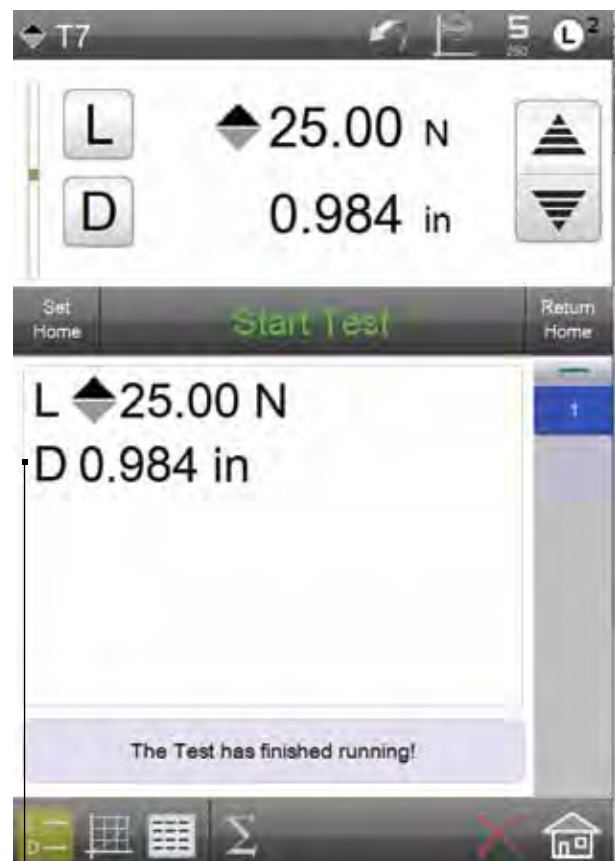 T7
5
250
L2
L 25.00 N
D 0.984 in
Set Home
Start Test
Return Home
L 25.00 N
D 0.984 in
1
The Test has finished running!
D
Σ